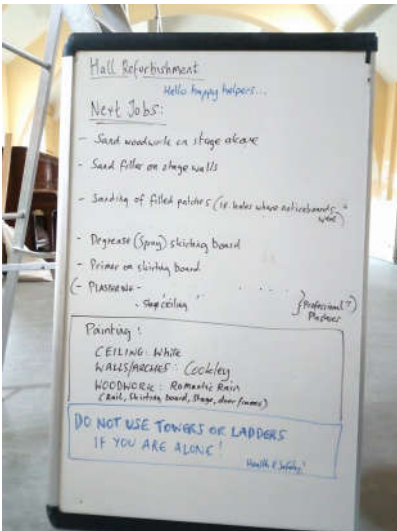 Hall Refurbishment
Hello happy helpers...
Next Jobs:
- Sand woodwork on stage alcove
- Sand filler on stage walls
- Sanding of filled patches (i.e. holes where noticeboards
were)
- Degrease (Spray) skirting board
- Primer on skirting board
(- PLASTERING
- Stage ceiling
} Professional?
Plasterer
Painting:
CEILING: White
WALLS/ARCHES: Cookley
WOODWORK: Romantic Rain
(Rail, skirting board, Stage, door frames)
DO NOT USE TOWERS OR LADDERS
IF YOU ARE ALONE!
Health & Safety!